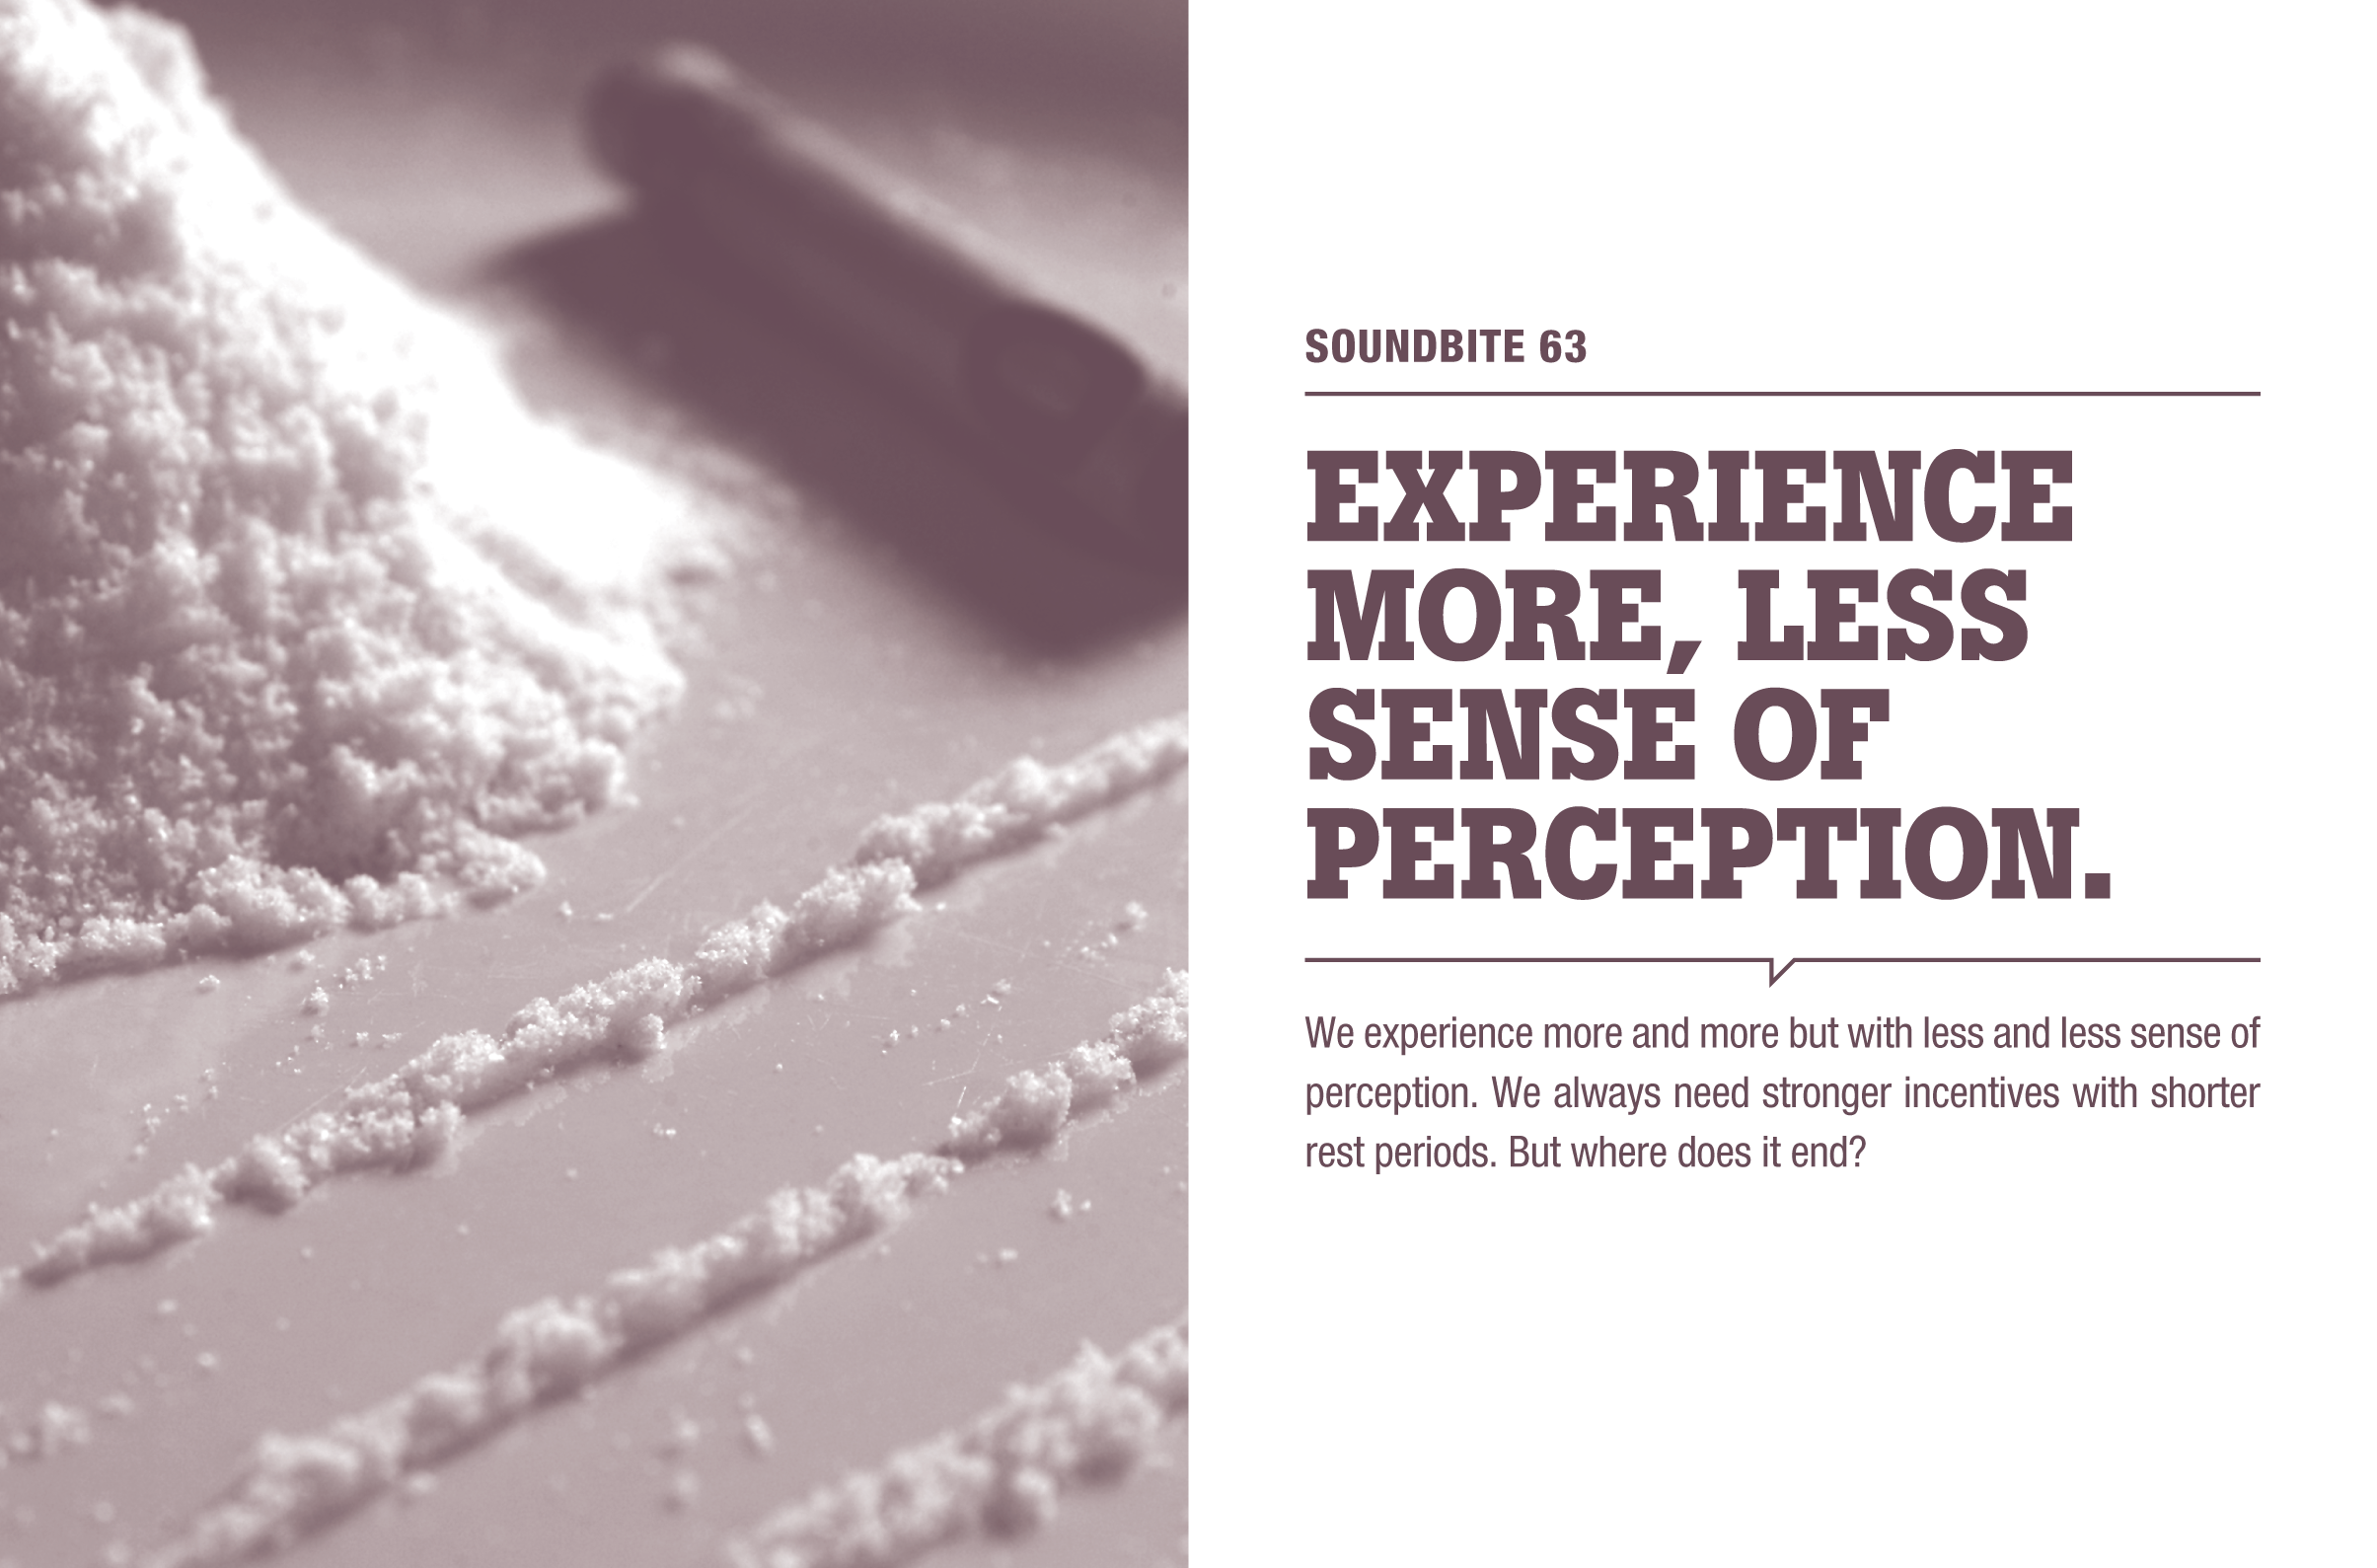 SOUNDBITE 63
EXPERIENCE
MORE, LESS
SENSE OF
PERCEPTION.
We experience more and more but with less and less sense of
perception. We always need stronger incentives with shorter
rest periods. But where does it end?